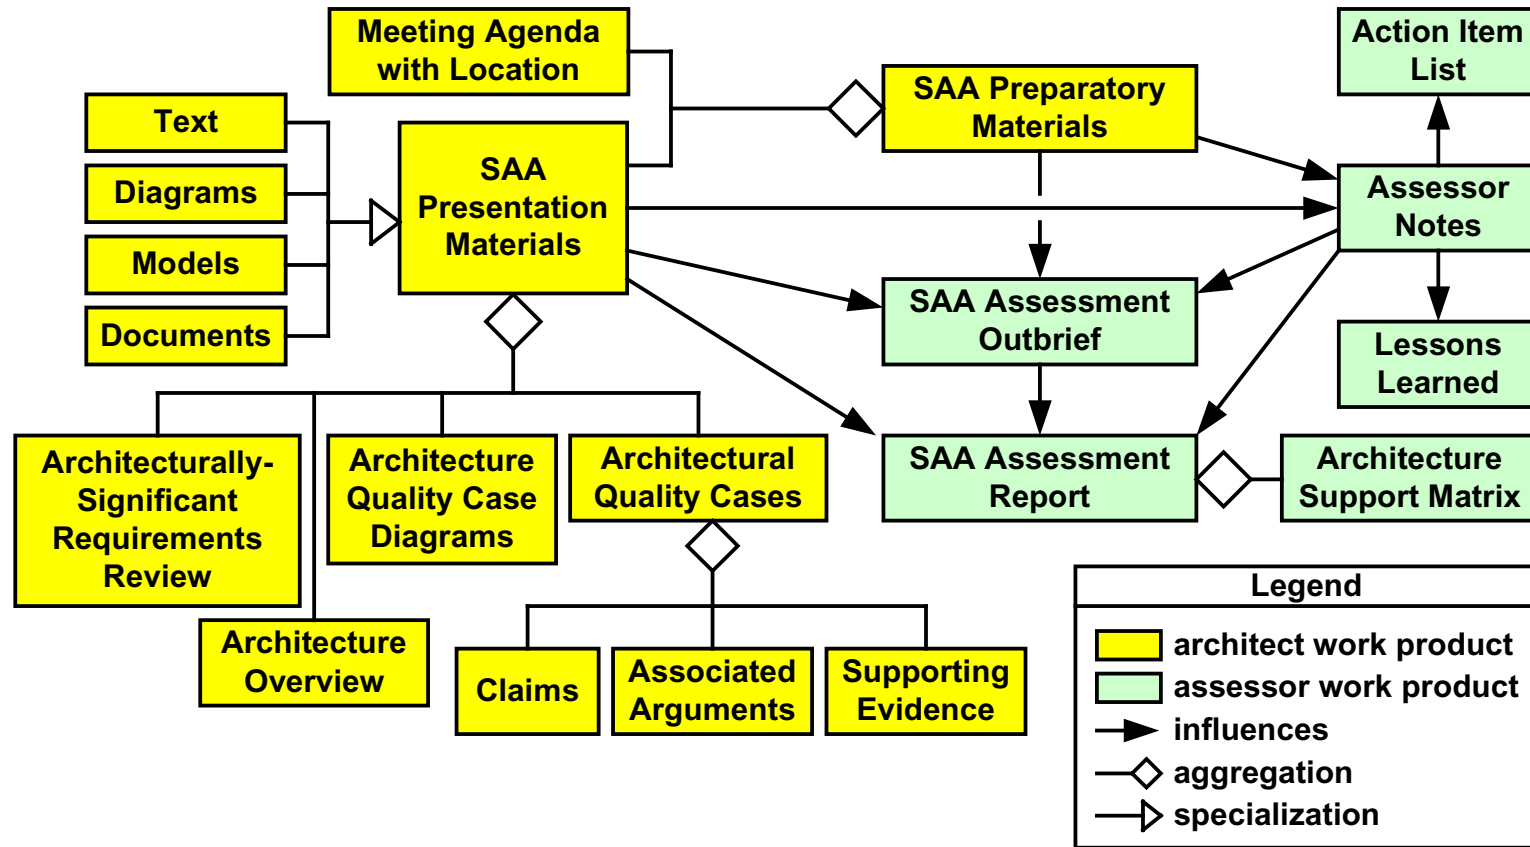 Meeting Agenda
with Location
Action Item
List
SAA Preparatory
Materials
Text
Diagrams
Models
Documents
SAA
Presentation
Materials
Assessor
Notes
SAA Assessment
Outbrief
Lessons
Learned
Architecturally-
Significant
Requirements
Review
Architecture
Quality Case
Diagrams
Architectural
Quality Cases
SAA Assessment
Report
Architecture
Support Matrix
Architecture
Overview
Claims
Associated
Arguments
Supporting
Evidence
Legend
architect work product
assessor work product
influences
aggregation
specialization